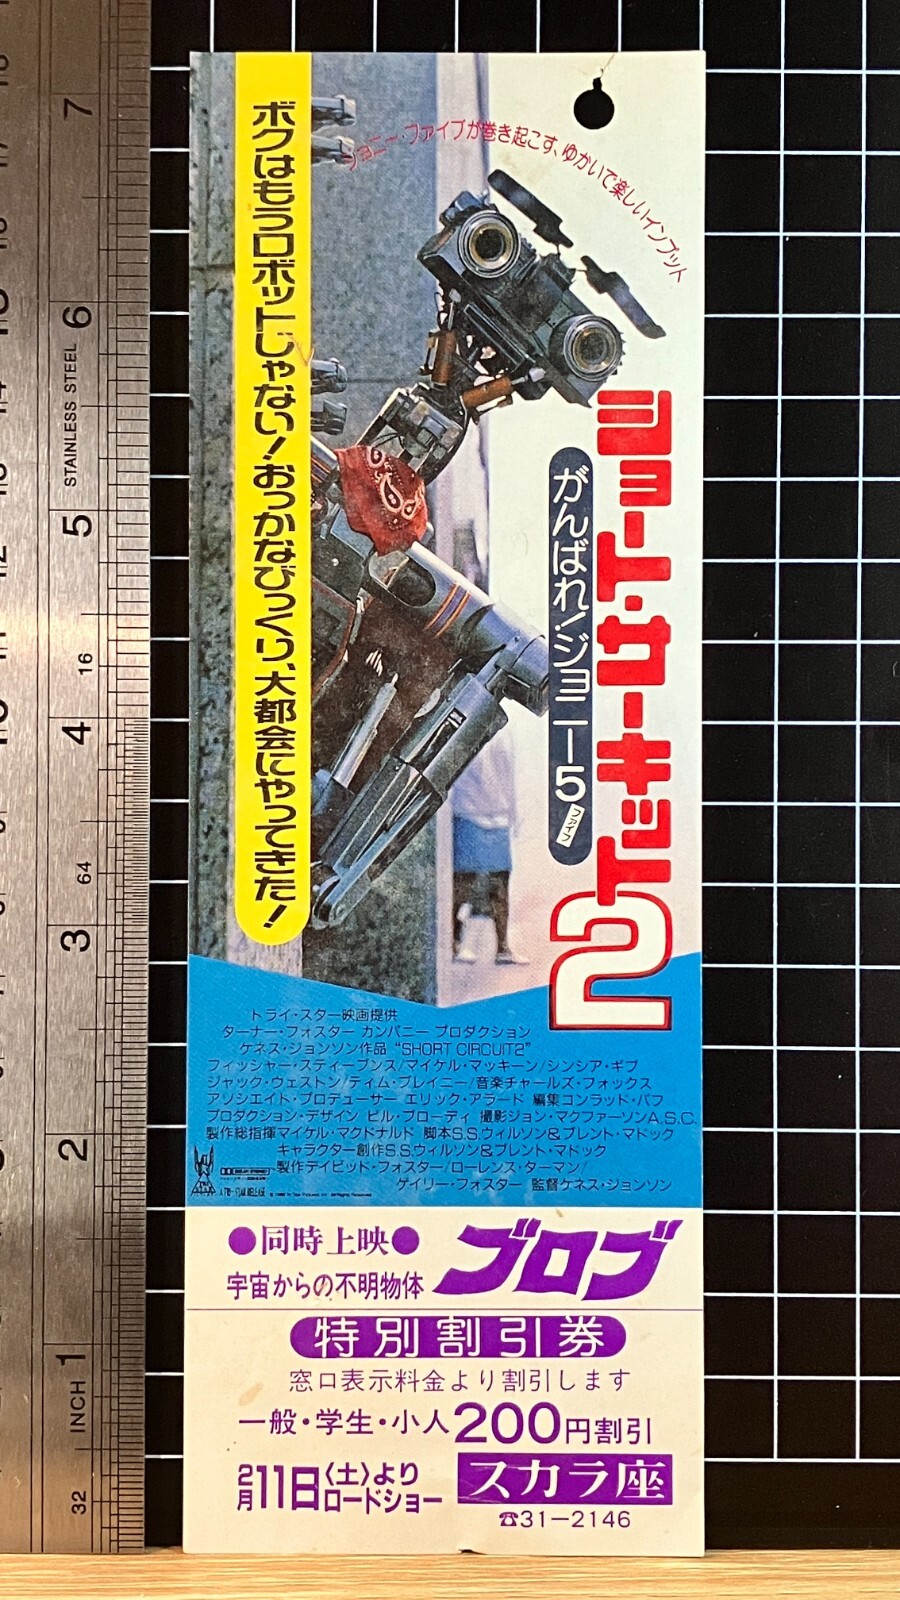 ジョニー・ファイブが巻き起こす、ゆかいで楽しいインプット
ボクはもうロボットじゃない！おっかなびっくり、大都会にやってきた！
ショート・サーキット2
がんばれ！ジョニー5
ファイブ
トライ・スター映画提供
ターナー・フォスター カンパニー プロダクション
ケネス・ジョンソン作品 “SHORT CIRCUIT2”
フィッシャー・スティーブンス/マイケル・マッキーン/シンシア・ギブ
ジャック・ウェストン/ティム・ブレイニー/音楽チャールズ・フォックス
アソシエイト・プロデューサー エリック・アラード 編集コンラッド・バフ
プロダクション・デザイン ビル・ブローディ 撮影ジョン・マクファーソンA.S.C.
製作総指揮マイケル・マクドナルド 脚本S.S.ウィルソン&ブレント・マドック
キャラクター創作S.S.ウィルソン&ブレント・マドック
製作デイビッド・フォスター/ローレンス・ターマン/
ゲイリー・フォスター 監督ケネス・ジョンソン
A TRI-STAR RELEASE
●同時上映●
宇宙からの不明物体
ブロブ
特別割引券
窓口表示料金より割引します
一般・学生・小人200円割引
2月11日〈土〉より
ロードショー
スカラ座
☎31-2146
7
6
STAINLESS STEEL
5
16
4
64
3
2
1
INCH
32